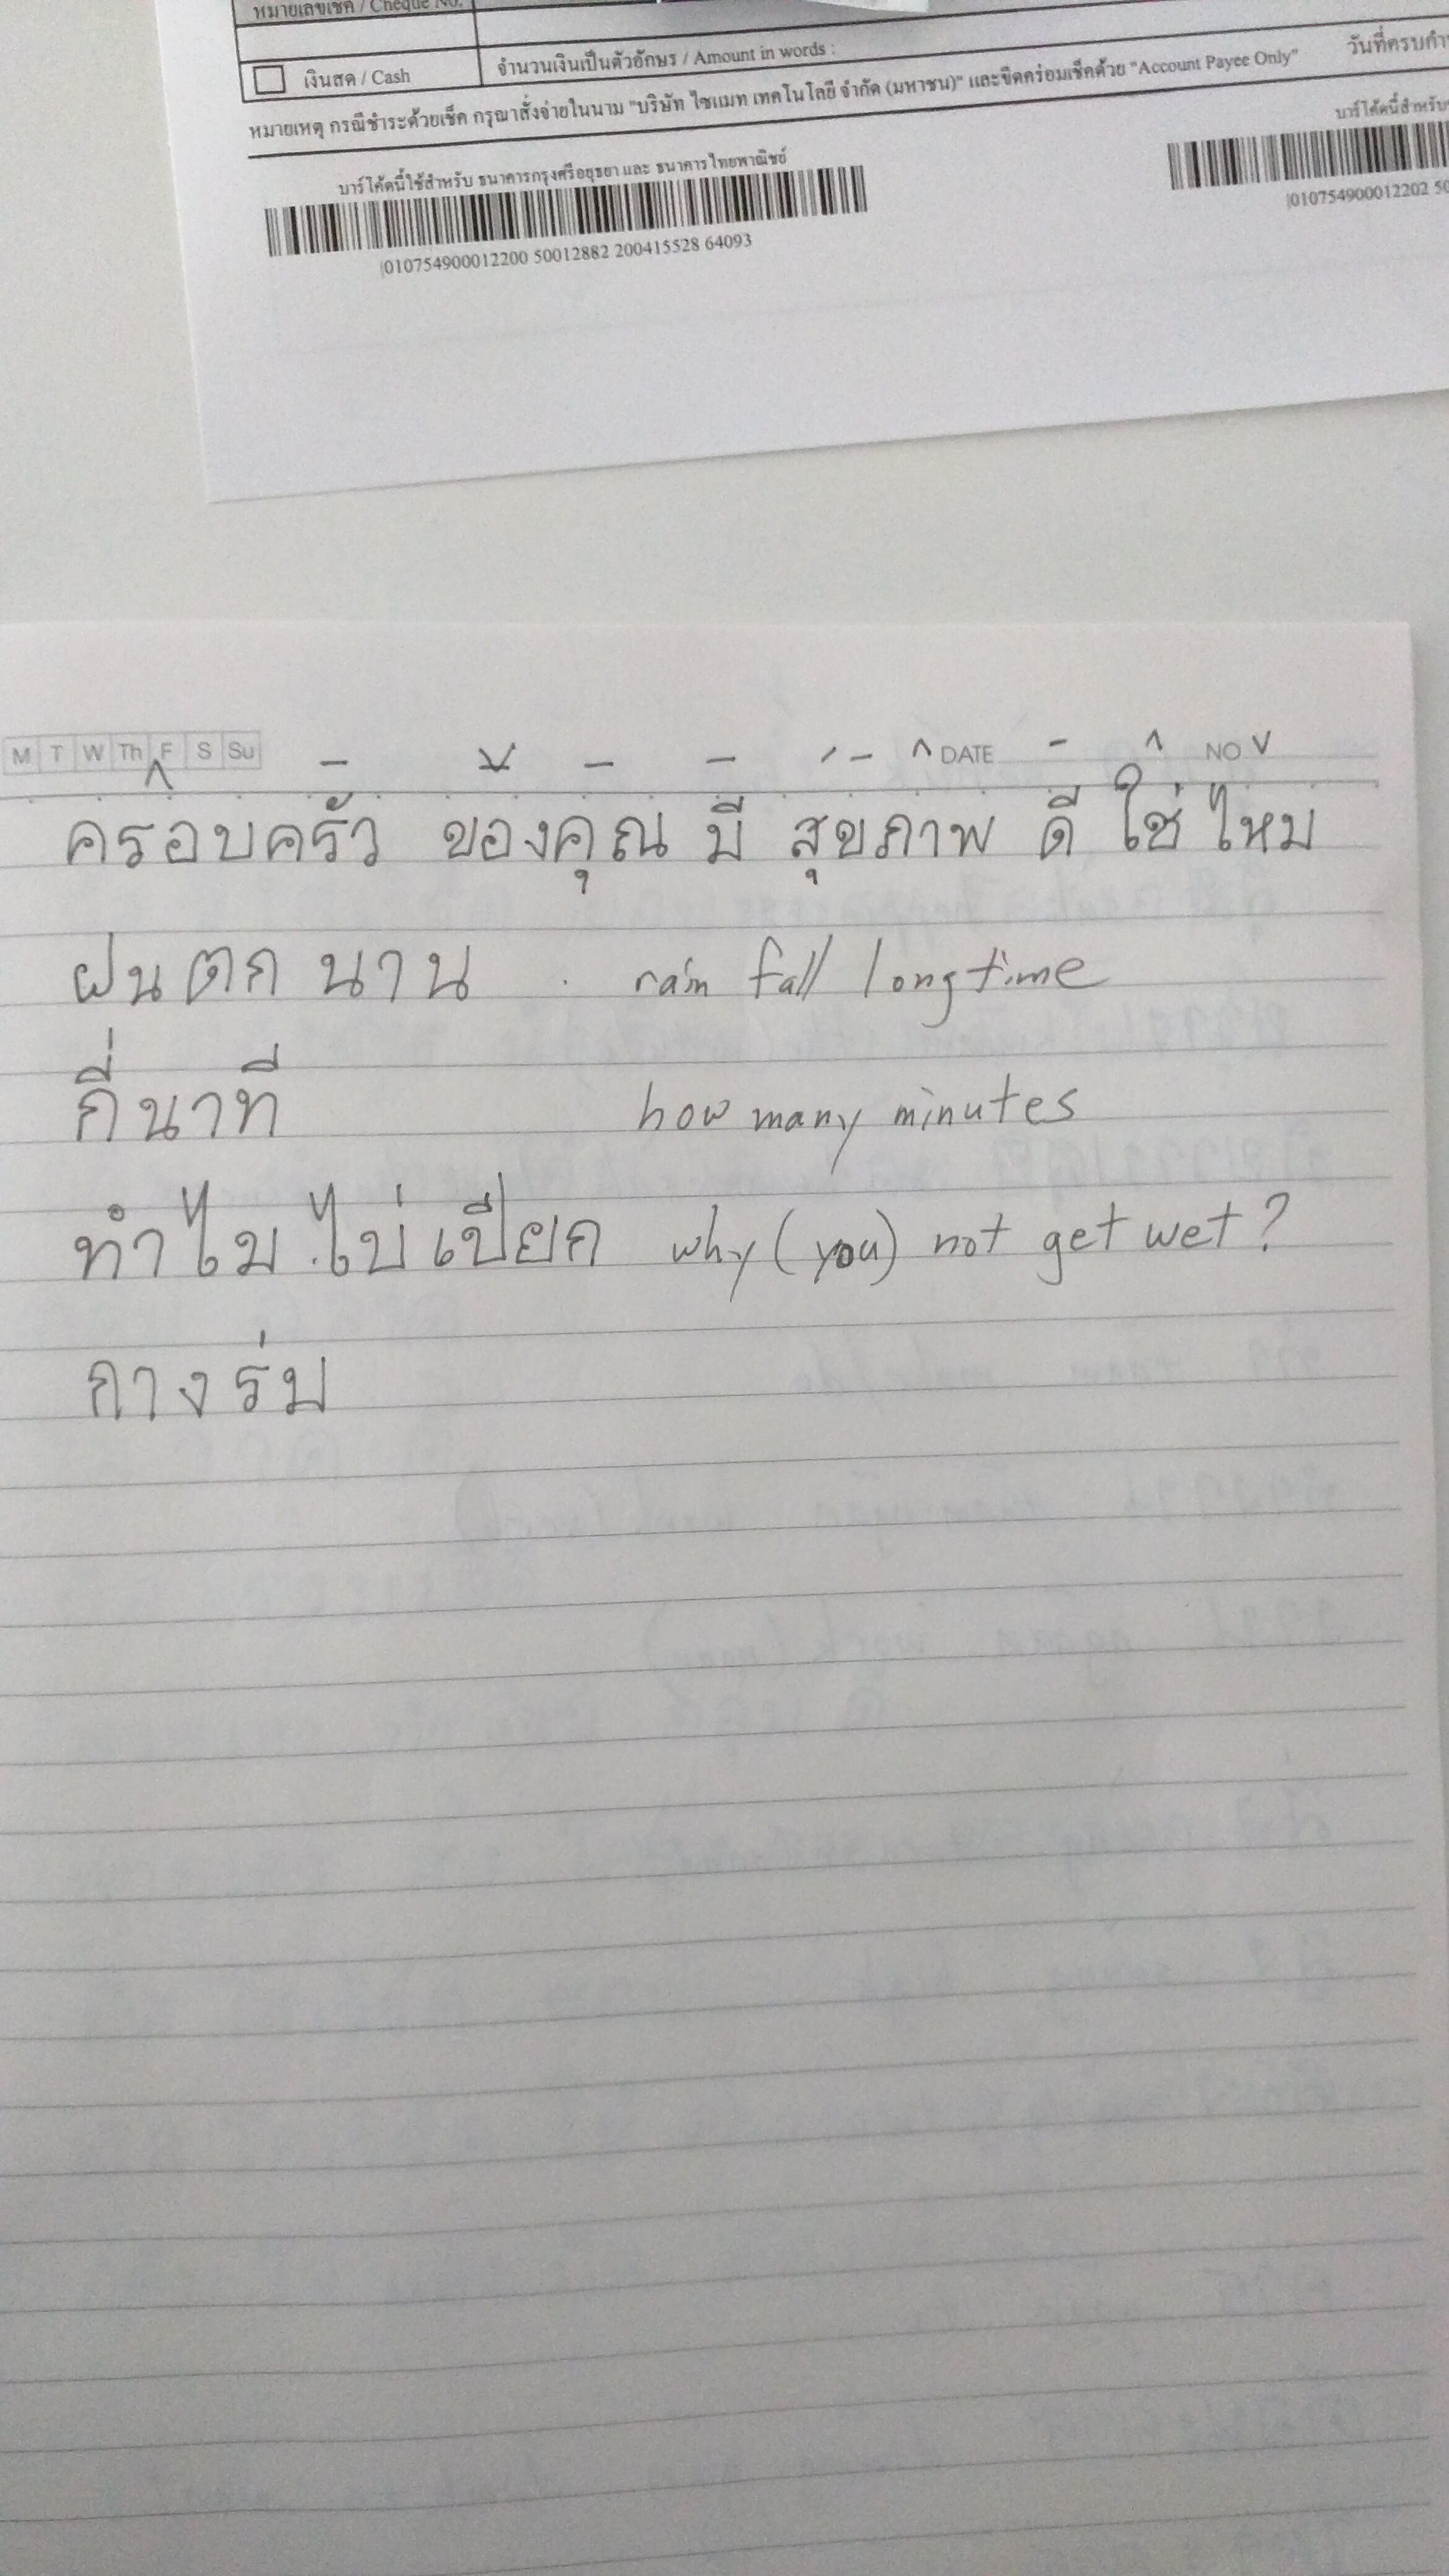 หมายเลขเช็ค / Cheque No.
เงินสด / Cash
จำนวนเงินเป็นตัวอักษร / Amount in words :
หมายเหตุ กรณีชำระด้วยเช็ค กรุณาสั่งจ่ายในนาม "บริษัท ไซแมท เทคโนโลยี จำกัด (มหาชน)" และขีดคร่อมเช็คด้วย "Account Payee Only"
วันที่ครบกำ
บาร์โค้ดนี้ใช้สำหรับ ธนาคารกรุงศรีอยุธยา และ ธนาคารไทยพาณิชย์
|010754900012200 50012882 200415528 64093
บาร์โค้ดนี้สำหรับ
|010754900012202 50
M T W Th F S Su DATE NO
ครอบครั้ว ของคุณ มี สุขภาพ ดี ใช่ ไหม
ฝนตก นาน . rain fall longtime
กี่นาที how many minutes
ทำไม ไม่เปียก why (you) not get wet?
กางร่ม